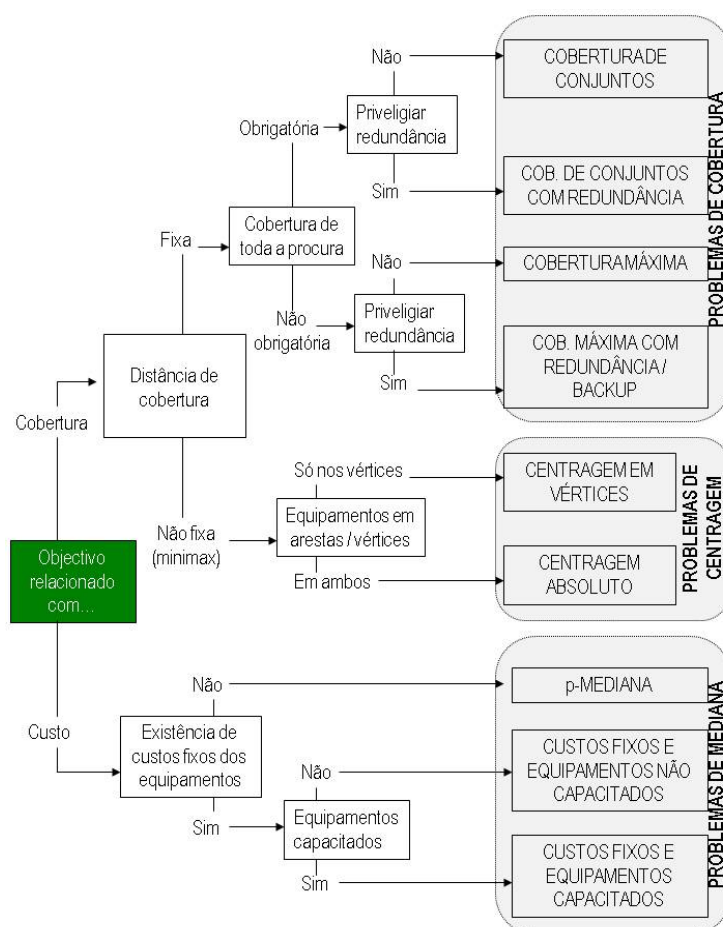 Não
COBERTURADE
CONJUNTOS
Priveligiar
redundância
Obrigatória
Sim
COB. DE CONJUNTOS
COM REDUNDÂNCIA
Cobertura de
toda a procura
Fixa
Não
COBERTURAMÁXIMA
Não
obrigatória
Priveligiar
redundância
Sim
COB. MÁXIMA COM
REDUNDÂNCIA /
BACKUP
PROBLEMAS DE COBERTURA
Distância de
cobertura
Cobertura
Só nos vértices
CENTRAGEM EM
VÉRTICES
Não fixa
(minimax)
Equipamentos em
arestas / vértices
Em ambos
CENTRAGEM
ABSOLUTO
PROBLEMAS DE
CENTRAGEM
Objectivo
relacionado
com...
Não
p-MEDIANA
Custo
Existência de
custos fixos dos
equipamentos
Não
CUSTOS FIXOS E
EQUIPAMENTOS NÃO
CAPACITADOS
Sim
Equipamentos
capacitados
Sim
CUSTOS FIXOS E
EQUIPAMENTOS
CAPACITADOS
PROBLEMAS DE MEDIANA